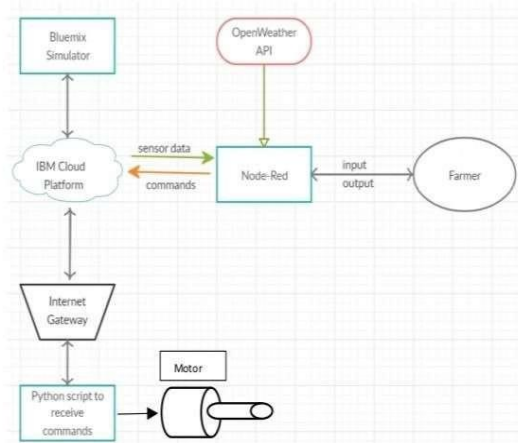 Bluemix
Simulator
OpenWeather
API
sensor data
IBM Cloud
Platform
commands
Node-Red
input
output
Farmer
Internet
Gateway
Motor
Python script to
receive
commands